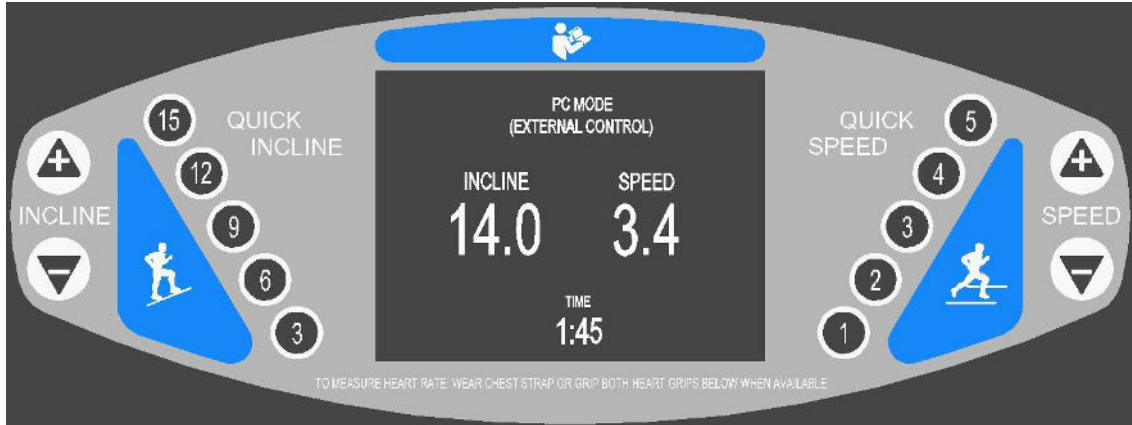 PC MODE
(EXTERNAL CONTROL)
INCLINE SPEED
14.0 3.4
TIME
1:45
QUICK
INCLINE
15
12
9
6
3
INCLINE
QUICK
SPEED
5
4
3
2
1
SPEED
TO MEASURE HEART RATE WEAR CHEST STRAP OR GRIP BOTH HEART GRIPS BELOW WHEN AVAILABLE